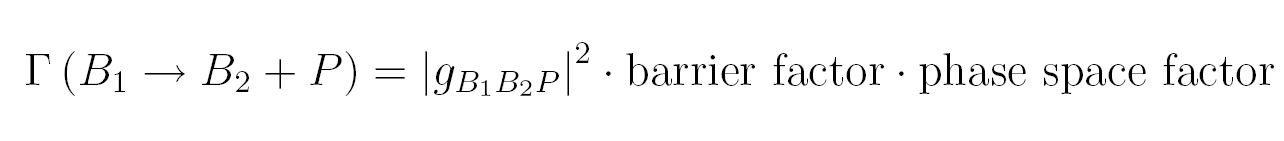 Γ (B₁ → B₂ + P) = |g_{B₁B₂P}|² · barrier factor · phase space factor